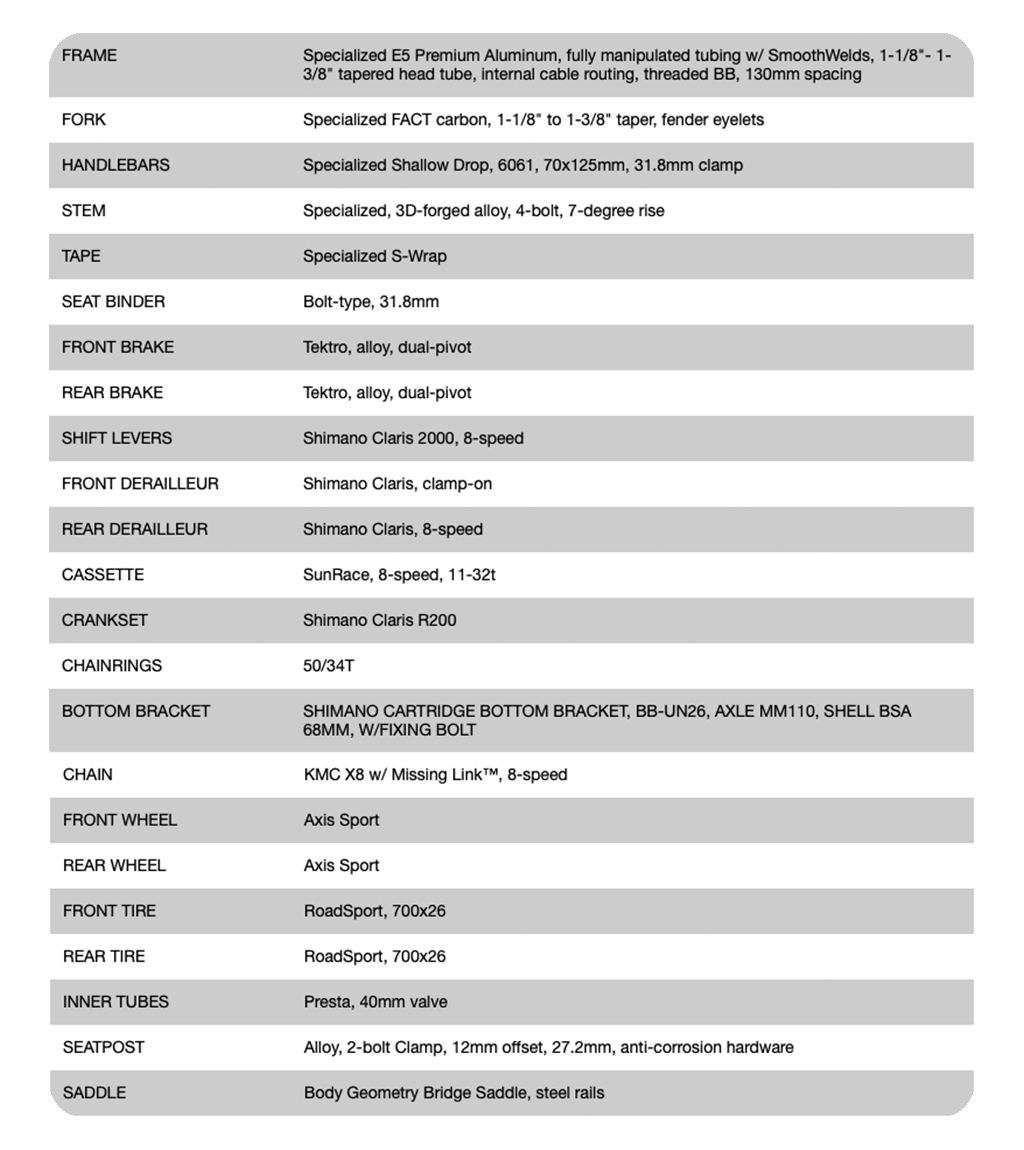 FRAME Specialized E5 Premium Aluminum, fully manipulated tubing w/ SmoothWelds, 1-1/8"- 1-
3/8" tapered head tube, internal cable routing, threaded BB, 130mm spacing
FORK Specialized FACT carbon, 1-1/8" to 1-3/8" taper, fender eyelets
HANDLEBARS Specialized Shallow Drop, 6061, 70x125mm, 31.8mm clamp
STEM Specialized, 3D-forged alloy, 4-bolt, 7-degree rise
TAPE Specialized S-Wrap
SEAT BINDER Bolt-type, 31.8mm
FRONT BRAKE Tektro, alloy, dual-pivot
REAR BRAKE Tektro, alloy, dual-pivot
SHIFT LEVERS Shimano Claris 2000, 8-speed
FRONT DERAILLEUR Shimano Claris, clamp-on
REAR DERAILLEUR Shimano Claris, 8-speed
CASSETTE SunRace, 8-speed, 11-32t
CRANKSET Shimano Claris R200
CHAINRINGS 50/34T
BOTTOM BRACKET SHIMANO CARTRIDGE BOTTOM BRACKET, BB-UN26, AXLE MM110, SHELL BSA
68MM, W/FIXING BOLT
CHAIN KMC X8 w/ Missing Link™, 8-speed
FRONT WHEEL Axis Sport
REAR WHEEL Axis Sport
FRONT TIRE RoadSport, 700x26
REAR TIRE RoadSport, 700x26
INNER TUBES Presta, 40mm valve
SEATPOST Alloy, 2-bolt Clamp, 12mm offset, 27.2mm, anti-corrosion hardware
SADDLE Body Geometry Bridge Saddle, steel rails